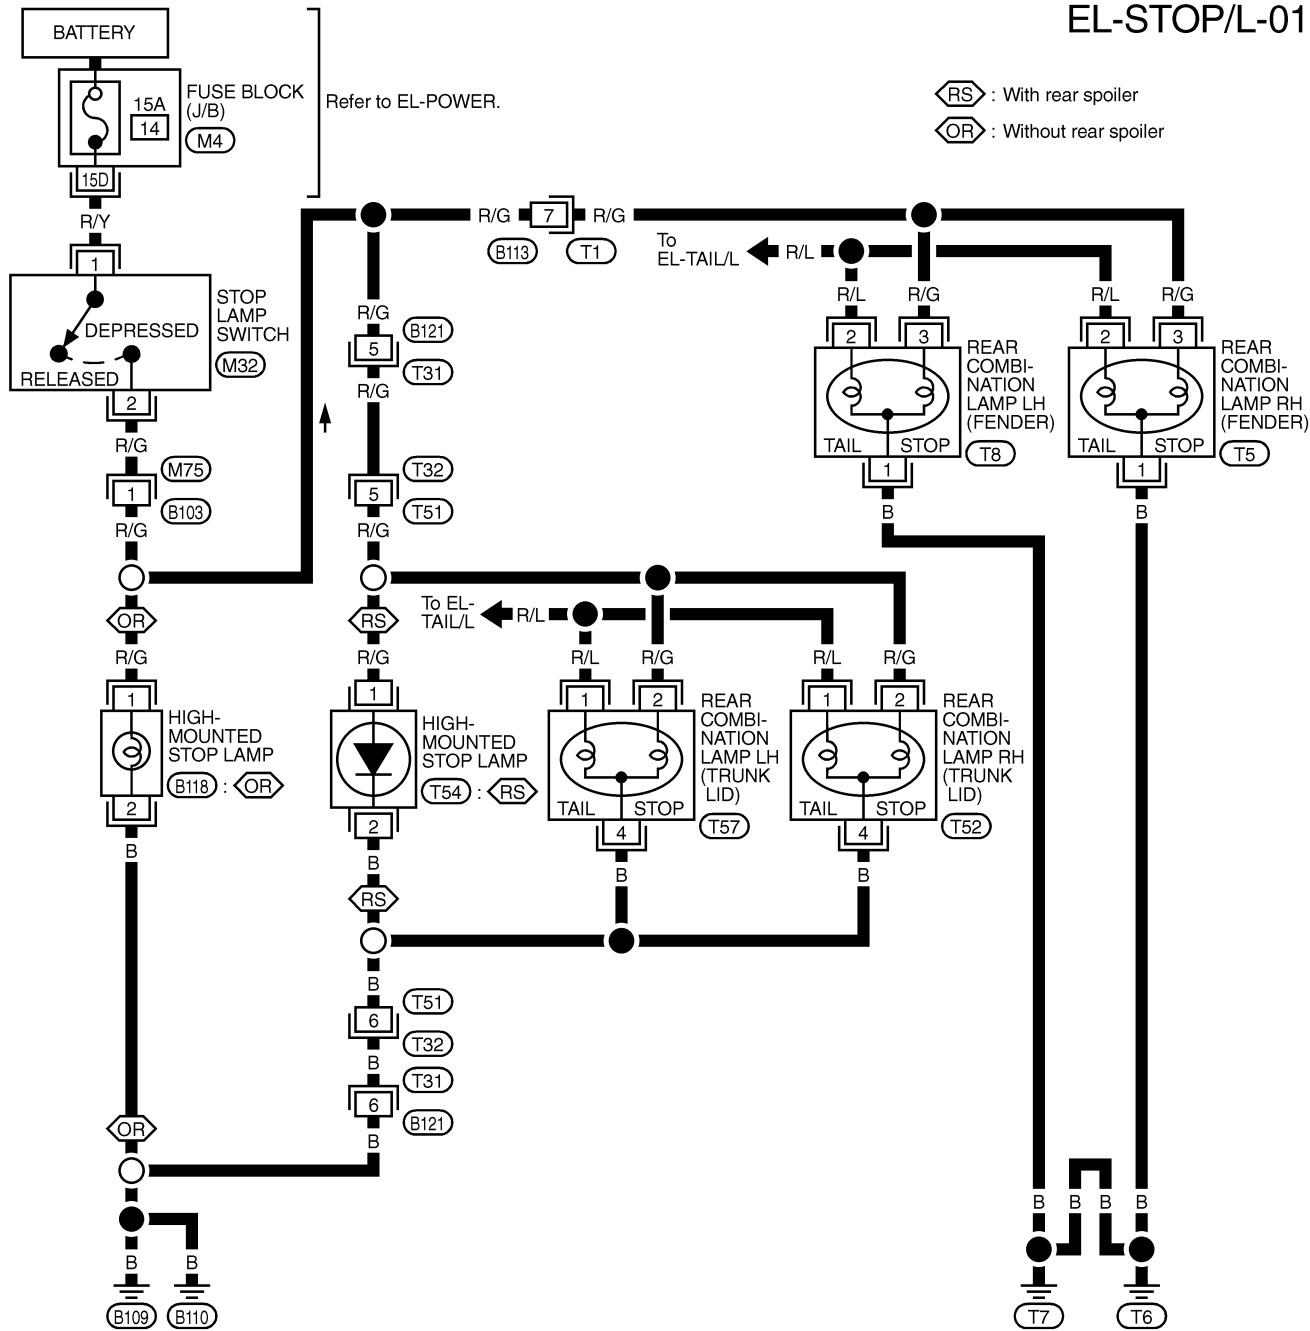 EL-STOP/L-01
BATTERY
FUSE BLOCK
(J/B)
15A
14
M4
Refer to EL-POWER.
RS : With rear spoiler
OR : Without rear spoiler
15D
R/Y
1
STOP
LAMP
SWITCH
M32
DEPRESSED
RELEASED
2
R/G
M75
1
B103
R/G
R/G
7
R/G
B113
T1
To
EL-TAIL/L
R/L
R/G
B121
5
T31
R/G
T32
5
T51
R/G
R/L
R/G
R/L
R/G
2
3
2
3
REAR
COMBI-
NATION
LAMP LH
(FENDER)
T8
TAIL
STOP
1
B
REAR
COMBI-
NATION
LAMP RH
(FENDER)
T5
TAIL
STOP
1
B
OR
R/G
1
HIGH-
MOUNTED
STOP LAMP
B118 : OR
2
B
RS
R/G
1
HIGH-
MOUNTED
STOP LAMP
T54 : RS
2
B
RS
To EL-
TAIL/L
R/L
R/L
R/G
R/L
R/G
1
2
1
2
REAR
COMBI-
NATION
LAMP LH
(TRUNK
LID)
T57
TAIL
STOP
4
B
REAR
COMBI-
NATION
LAMP RH
(TRUNK
LID)
T52
TAIL
STOP
4
B
B
T51
6
T32
B
T31
6
B121
B
OR
B
B
B109
B110
B
B
B
B
T7
T6